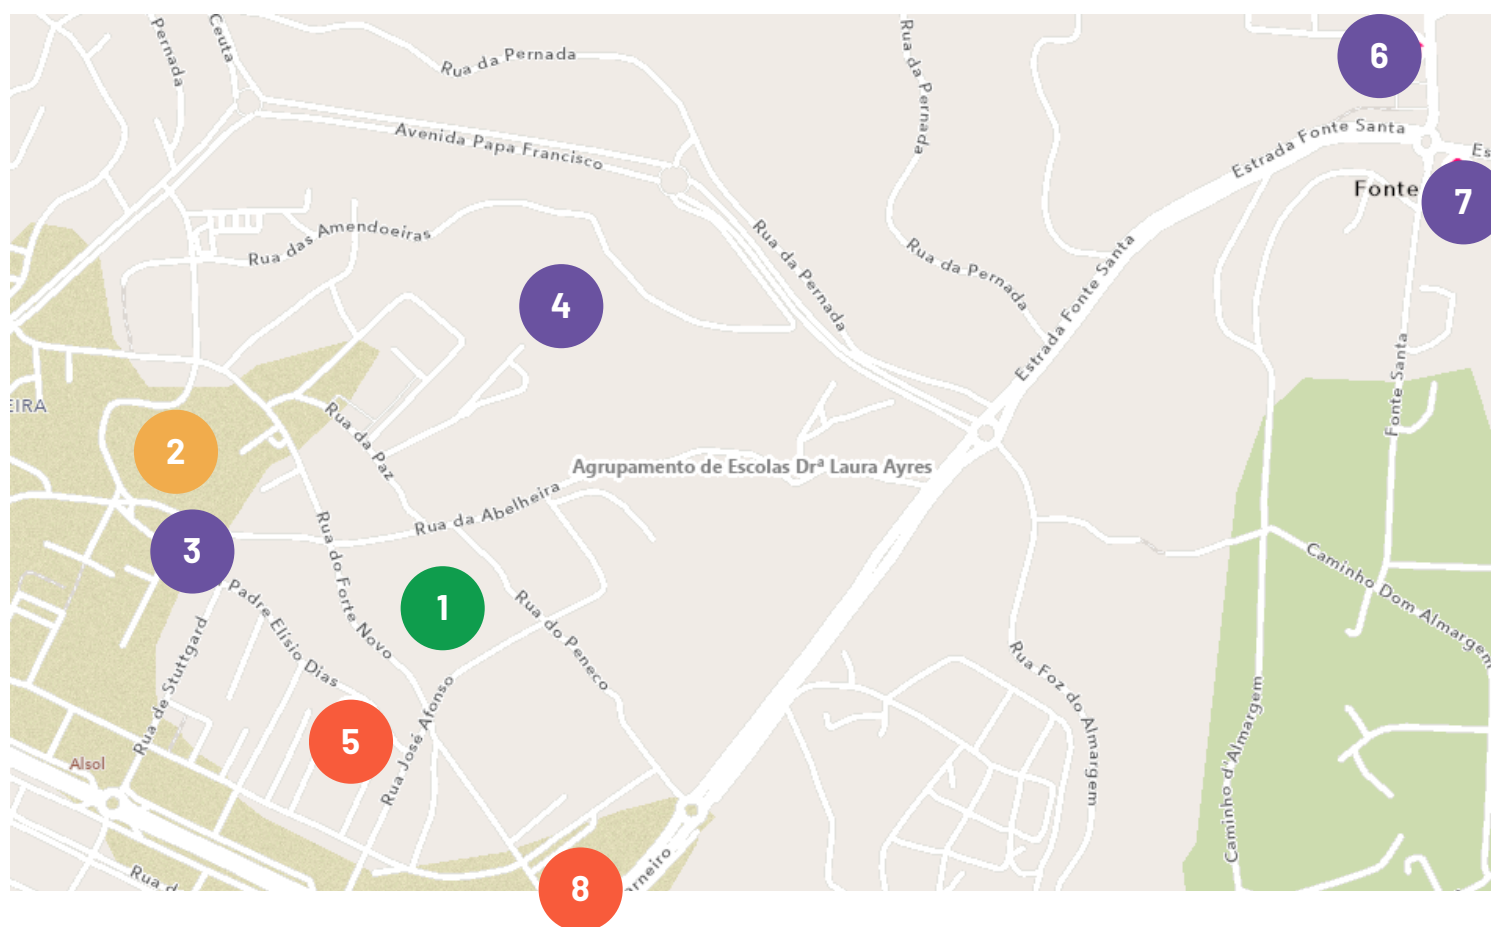 Pernada
Ceuta
Rua da Pernada
Rua da Pernada
6
Avenida Papa Francisco
Estrada Fonte Santa
Es
Fonte
7
Rua das Amendoeiras
Rua da Pernada
Rua da Pernada
Estrada Fonte Santa
4
Fonte Santa
EIRA
2
Rua da Paz
Agrupamento de Escolas Drª Laura Ayres
Rua da Abelheira
3
Rua do Forte Novo
1
Padre Elísio Dias
Rua do Peneco
Caminho Dom Almargem
Rua de Stuttgard
Rua José Afonso
Rua Foz do Almargem
5
Caminho d'Almargem
Alsol
Rua d
8
arneiro